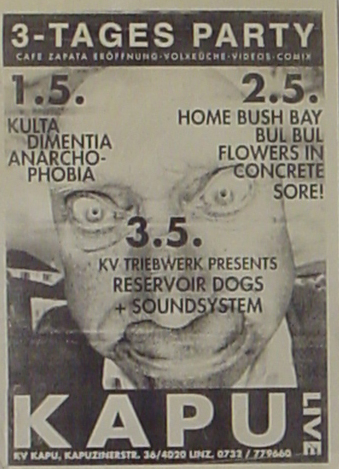 3-TAGES PARTY
CAFE ZAPATA ERÖFFNUNG-VOLXKÜCHE-VIDEOS-COMIX
1.5.
KULTA
DIMENTIA
ANARCHO-
PHOBIA
2.5.
HOME BUSH BAY
BUL BUL
FLOWERS IN
CONCRETE
SORE!
3.5.
KV TRIEBWERK PRESENTS
RESERVOIR DOGS
+ SOUNDSYSTEM
KAPU
LIVE
KV KAPU, KAPUZINERSTR. 36/4020 LINZ, 0732 / 779660